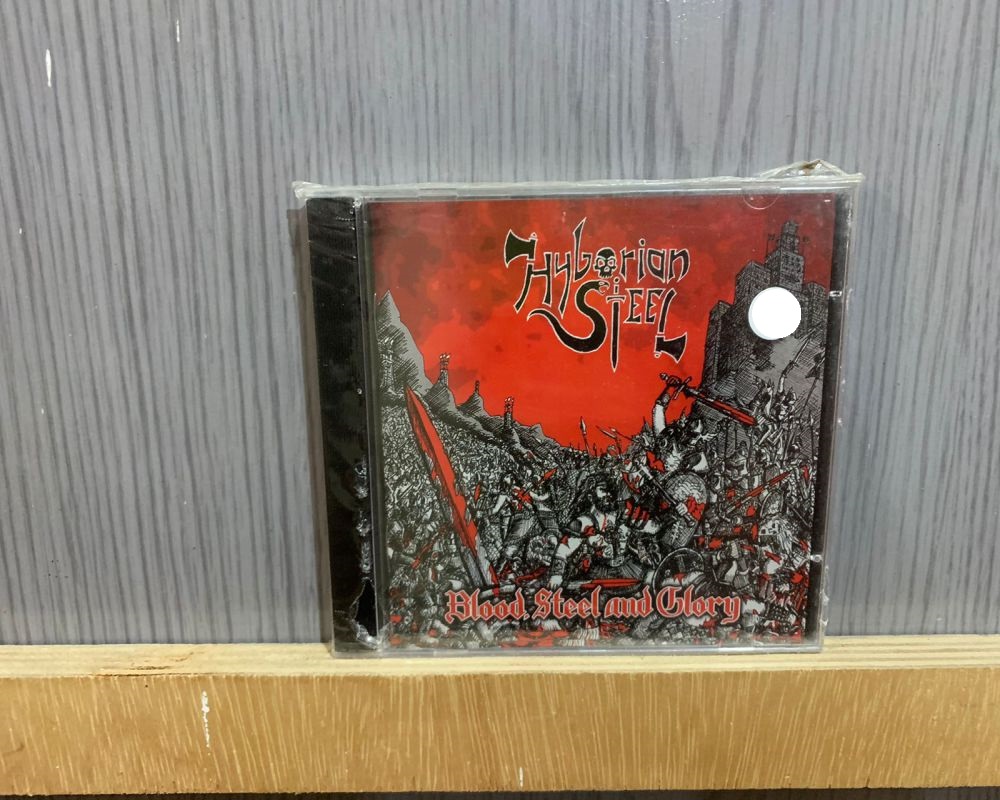 Hyborian
Steel
Blood, Steel and Glory